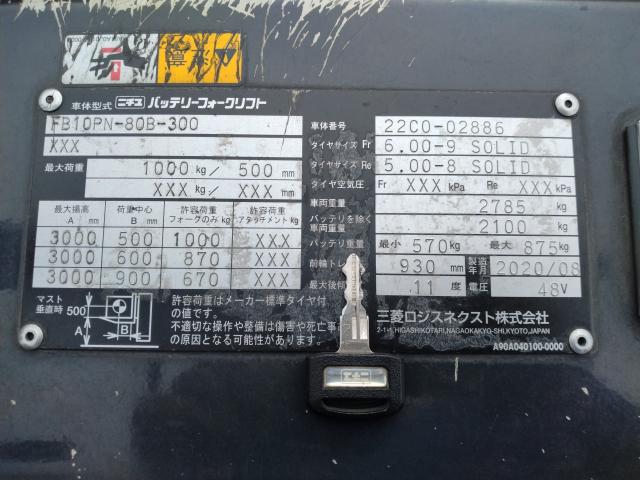 車体型式 ニチユ バッテリーフォークリフト
FB10PN-80B-300
XXX
最大荷重 1000 kg/ 500 mm
XXX kg/ XXX mm
最大揚高 A mm 荷重中心 B mm 許容荷重 フォークのみ kg 許容荷重 アタッチメント kg
3000 500 1000 XXX
3000 600 870 XXX
3000 900 670 XXX
マスト垂直時 500 A B
許容荷重はメーカー標準タイヤ付
の値です。
不適切な操作や整備は傷害や死亡事
の原因となる可能性があります。
車体番号 22C0-02886
タイヤサイズ Fr 6.00-9 SOLID
タイヤサイズ Re 5.00-8 SOLID
タイヤ空気圧 Fr XXX kPa Re XXX kPa
車両重量 2785 kg
バッテリを除く車両重量 2100 kg
バッテリ重量 最小 570 kg 最大 875 kg
前輪トレ 930 mm 製造年月 2020/08
最大後傾 11 度 電圧 48V
三菱ロジスネクスト株式会社
2-1-1,HIGASHIKOTARI,NAGAOKAKYO-SHI,KYOTO,JAPAN
A90A040100-0000
ニチユ